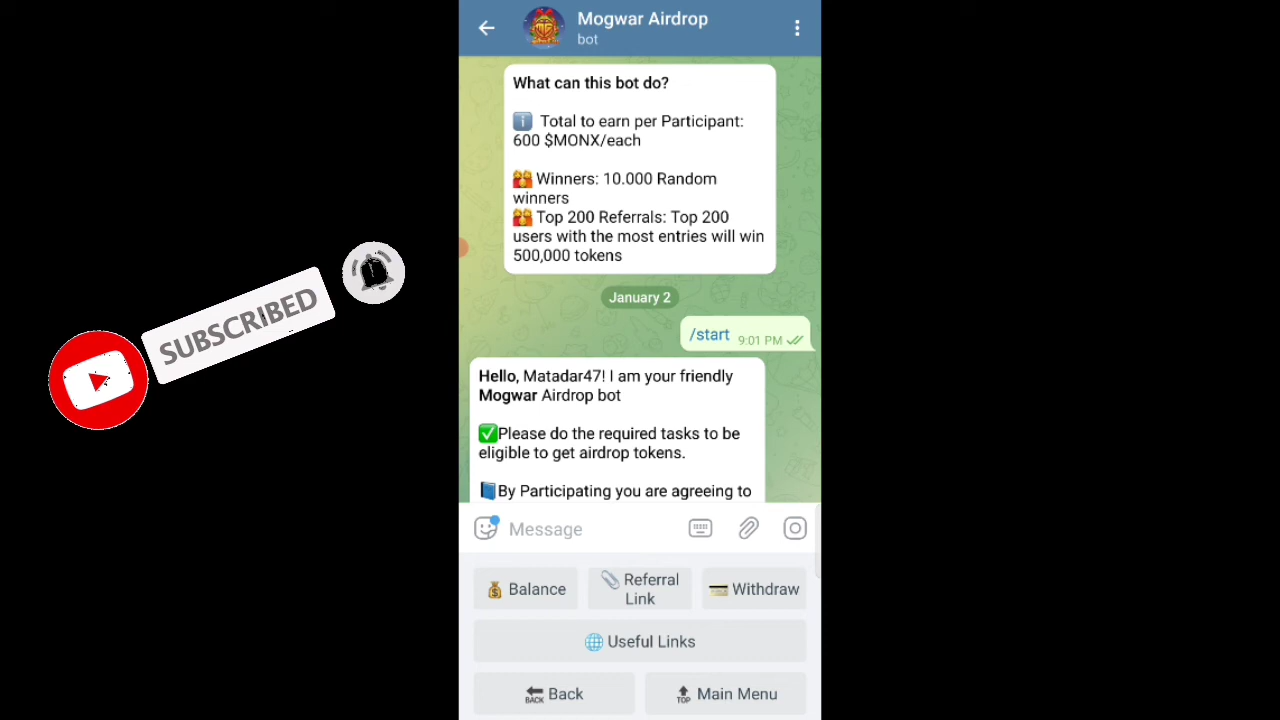 Mogwar Airdrop
bot
What can this bot do?
Total to earn per Participant:
600 $MONX/each
Winners: 10.000 Random
winners
Top 200 Referrals: Top 200
users with the most entries will win
500,000 tokens
January 2
/start 9:01 PM
SUBSCRIBED
Hello, Matadar47! I am your friendly
Mogwar Airdrop bot
Please do the required tasks to be
eligible to get airdrop tokens.
By Participating you are agreeing to
Message
Balance
Referral
Link
Withdraw
Useful Links
BACK Back
TOP Main Menu